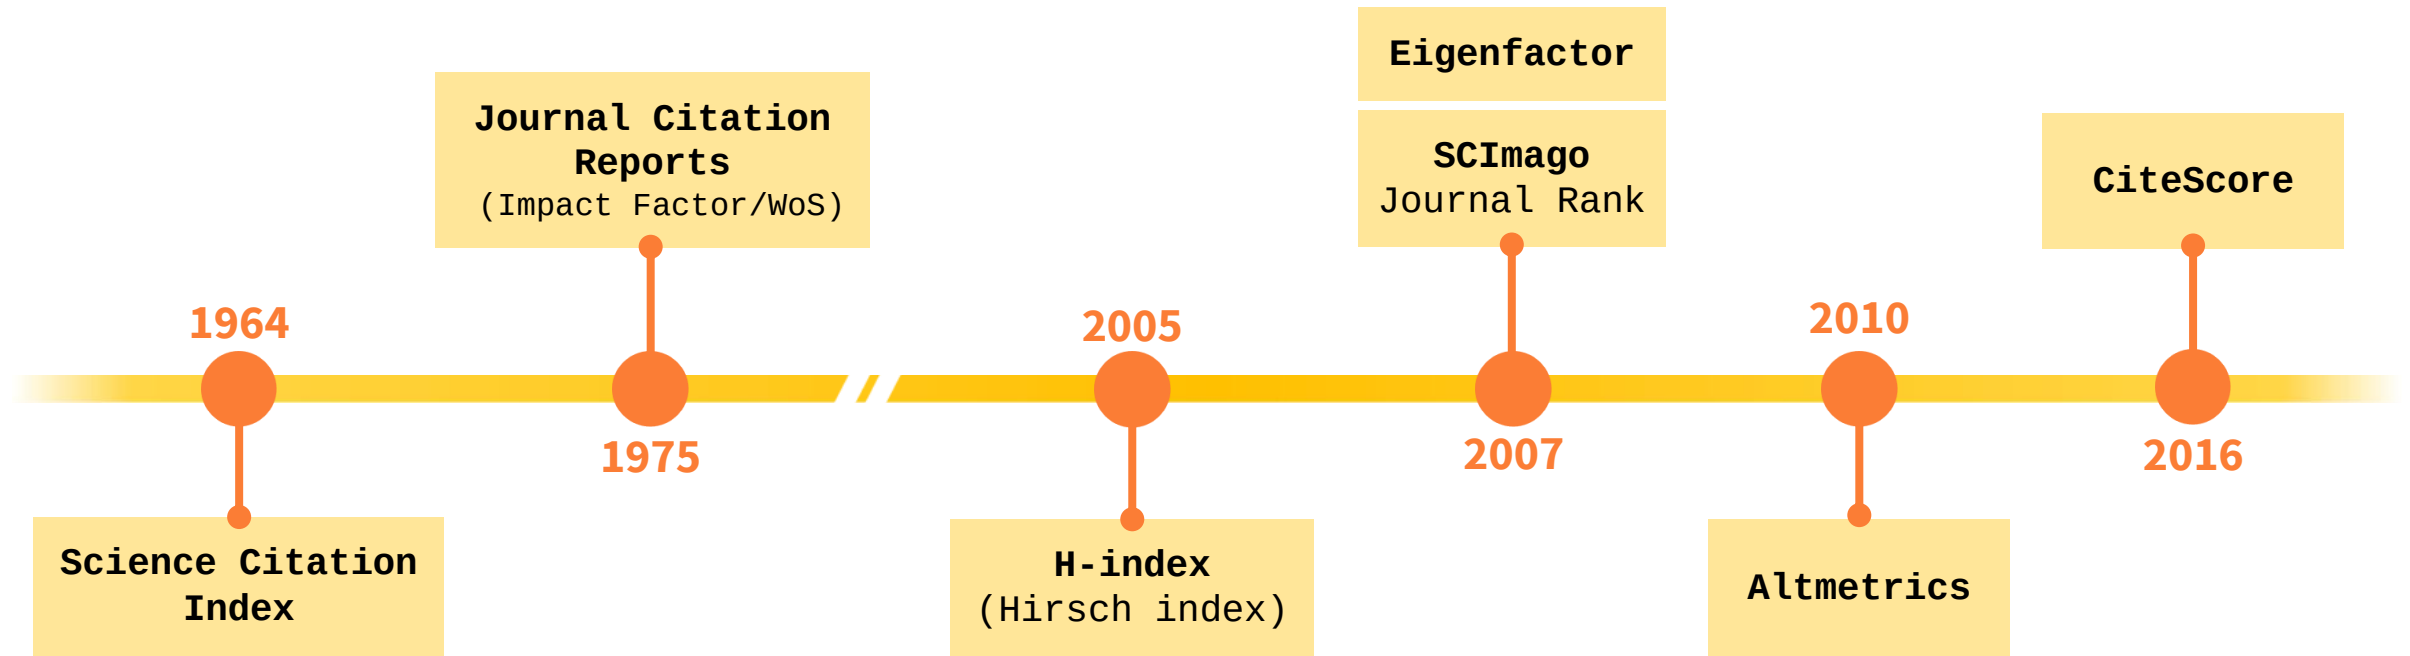 1964
Science Citation
Index
Journal Citation
Reports
(Impact Factor/WoS)
1975
2005
H-index
(Hirsch index)
Eigenfactor
SCImago
Journal Rank
2007
2010
Altmetrics
CiteScore
2016